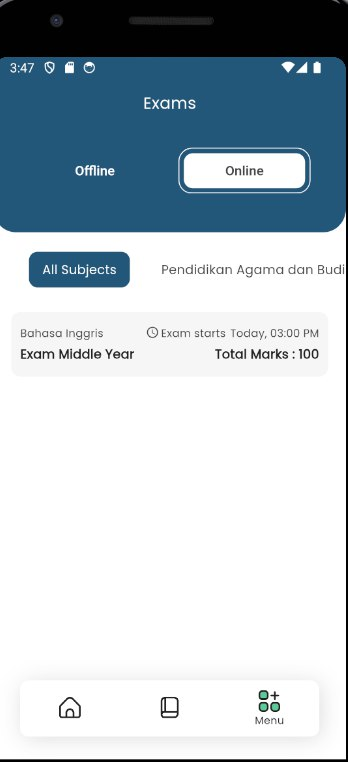 3:47
Exams
Offline
Online
All Subjects
Pendidikan Agama dan Budi
Bahasa Inggris
Exam starts Today, 03:00 PM
Exam Middle Year
Total Marks : 100
Menu